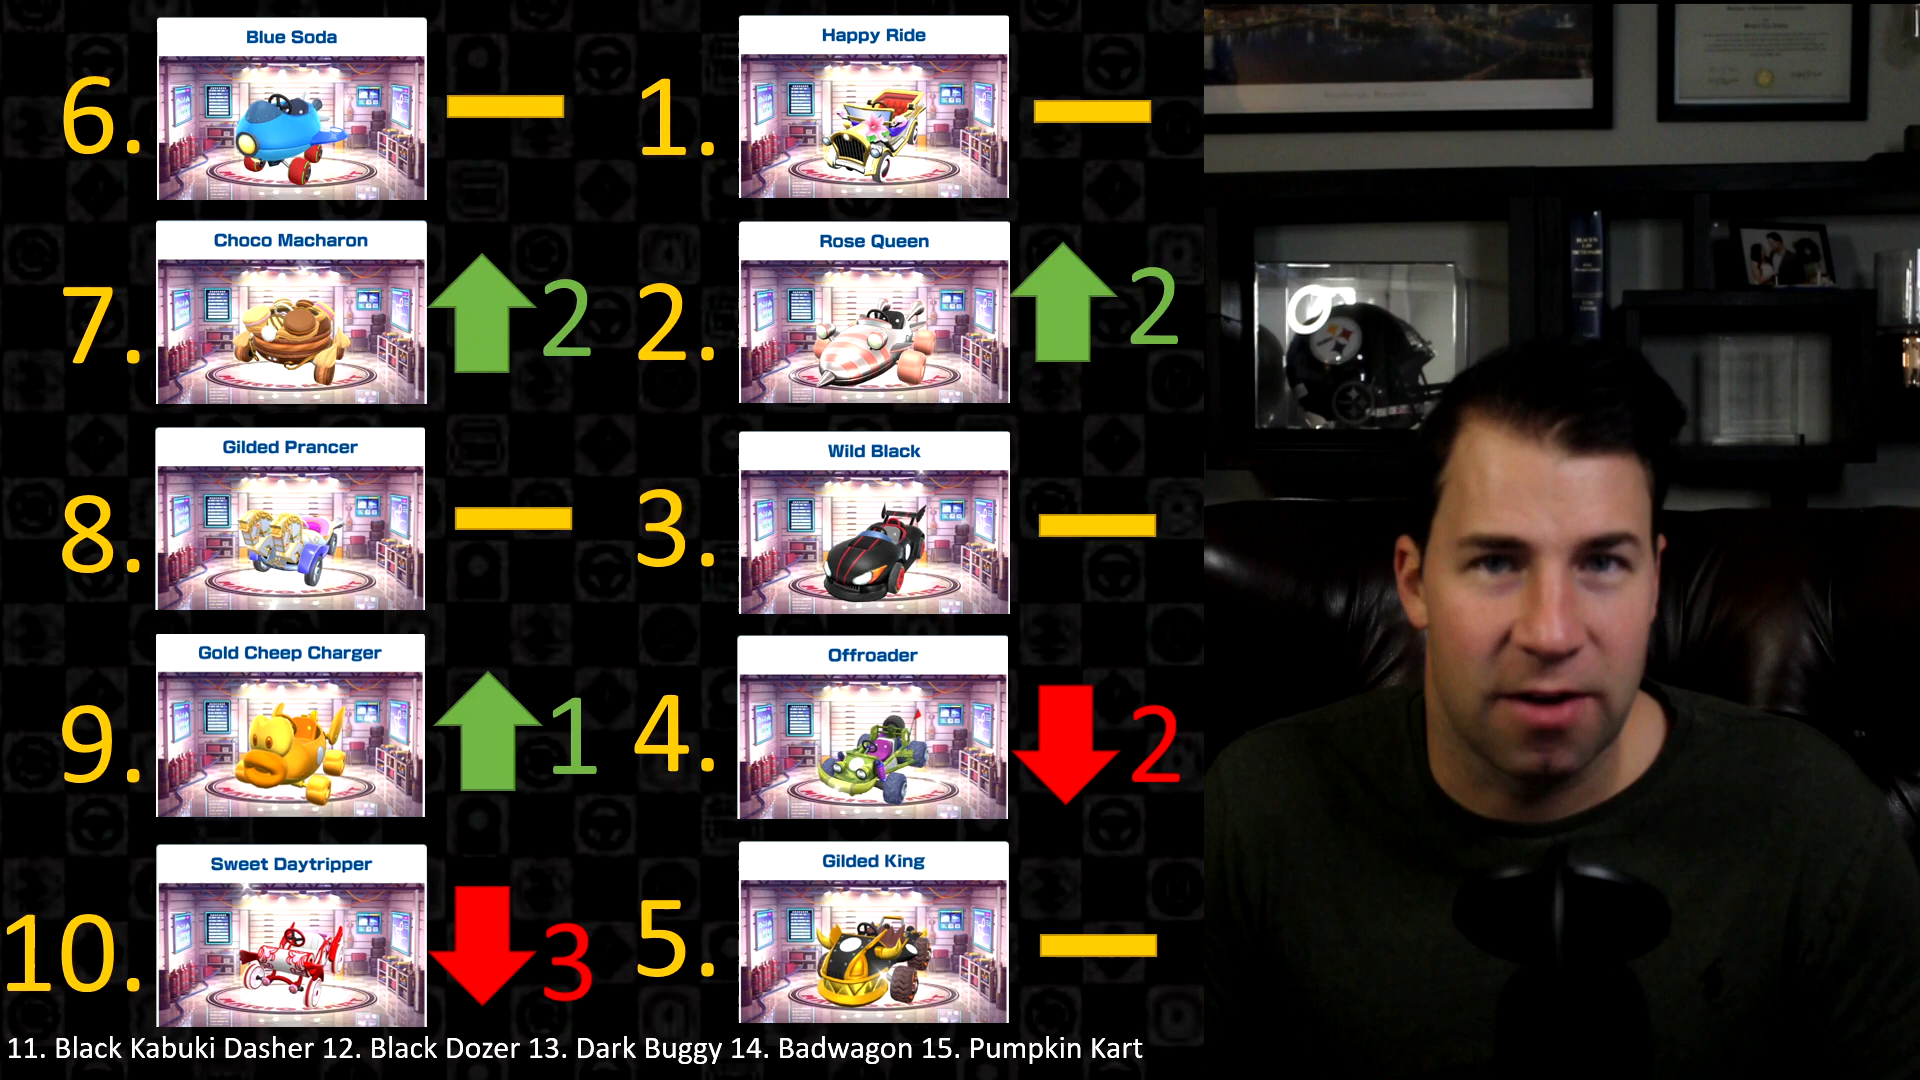 6.
Blue Soda
1.
Happy Ride
7.
Choco Macharon
2
2.
Rose Queen
2
8.
Gilded Prancer
3.
Wild Black
9.
Gold Cheep Charger
1
4.
Offroader
2
10.
Sweet Daytripper
3
5.
Gilded King
11. Black Kabuki Dasher 12. Black Dozer 13. Dark Buggy 14. Badwagon 15. Pumpkin Kart